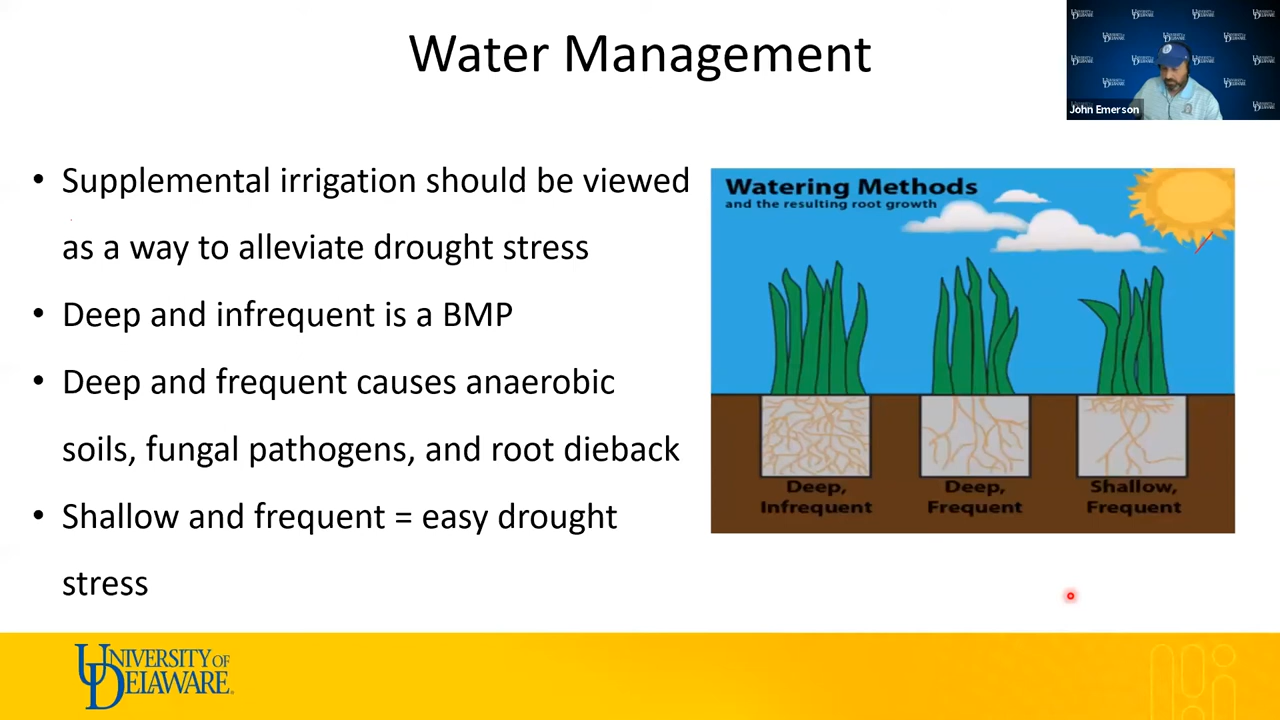 Water Management
John Emerson
• Supplemental irrigation should be viewed
as a way to alleviate drought stress
• Deep and infrequent is a BMP
• Deep and frequent causes anaerobic
soils, fungal pathogens, and root dieback
• Shallow and frequent = easy drought
stress
Watering Methods
and the resulting root growth
Deep,
Infrequent
Deep,
Frequent
Shallow,
Frequent
UNIVERSITY OF
DELAWARE